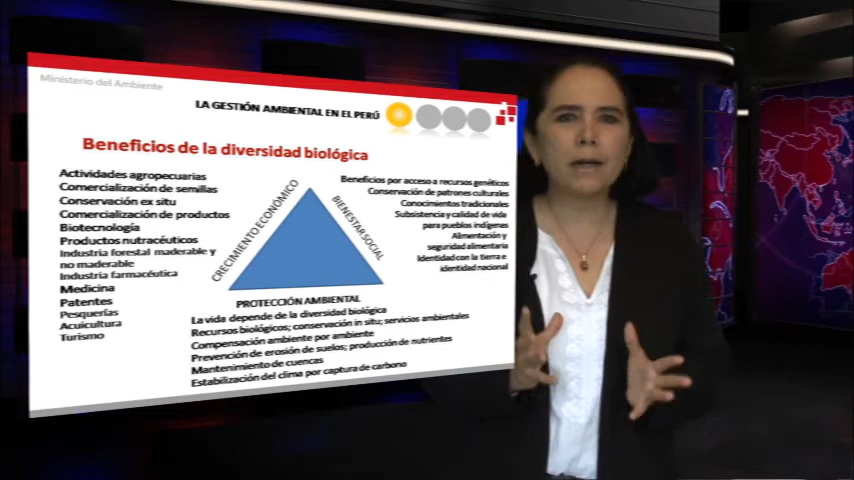 Ministerio del Ambiente
LA GESTIÓN AMBIENTAL EN EL PERÚ
Beneficios de la diversidad biológica
Actividades agropecuarias
Comercialización de semillas
Conservación ex situ
Comercialización de productos
Biotecnología
Productos nutracéuticos
Industria forestal maderable y
no maderable
Industria farmacéutica
Medicina
Patentes
Pesquerías
Acuicultura
Turismo
CRECIMIENTO ECONÓMICO
BIENESTAR SOCIAL
Beneficios por acceso a recursos genéticos
Conservación de patrones culturales
Conocimientos tradicionales
Subsistencia y calidad de vida
para pueblos indígenas
Alimentación y
seguridad alimentaria
Identidad con la tierra e
identidad nacional
PROTECCIÓN AMBIENTAL
La vida depende de la diversidad biológica
Recursos biológicos; conservación in situ; servicios ambientales
Compensación ambiente por ambiente
Prevención de erosión de suelos; producción de nutrientes
Mantenimiento de cuencas
Estabilización del clima por captura de carbono